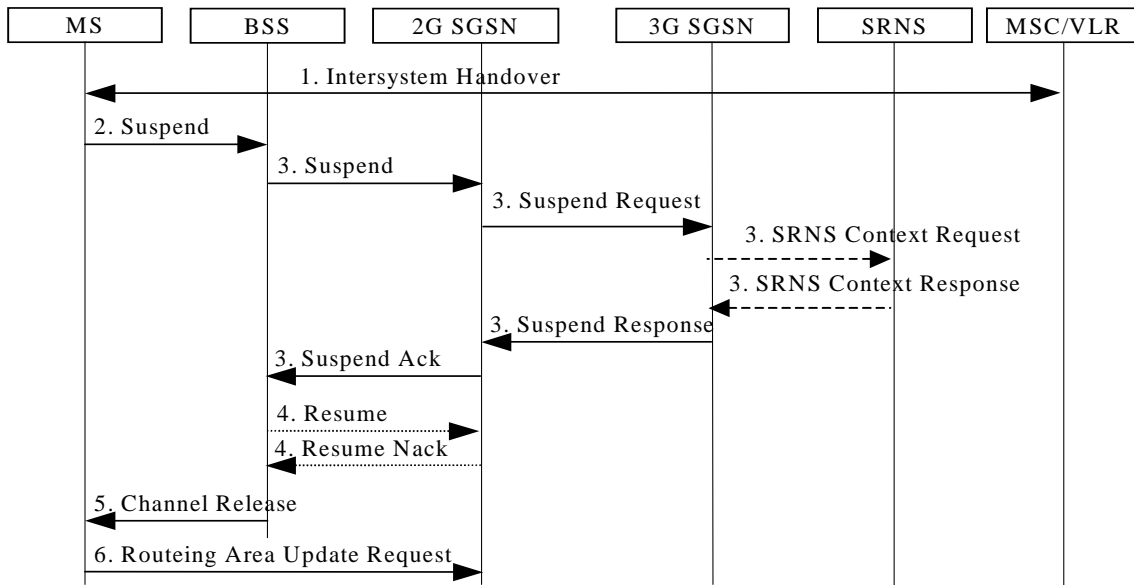 MS
BSS
2G SGSN
3G SGSN
SRNS
MSC/VLR
1. Intersystem Handover
2. Suspend
3. Suspend
3. Suspend Request
3. SRNS Context Request
3. SRNS Context Response
3. Suspend Response
3. Suspend Ack
4. Resume
4. Resume Nack
5. Channel Release
6. Routeing Area Update Request